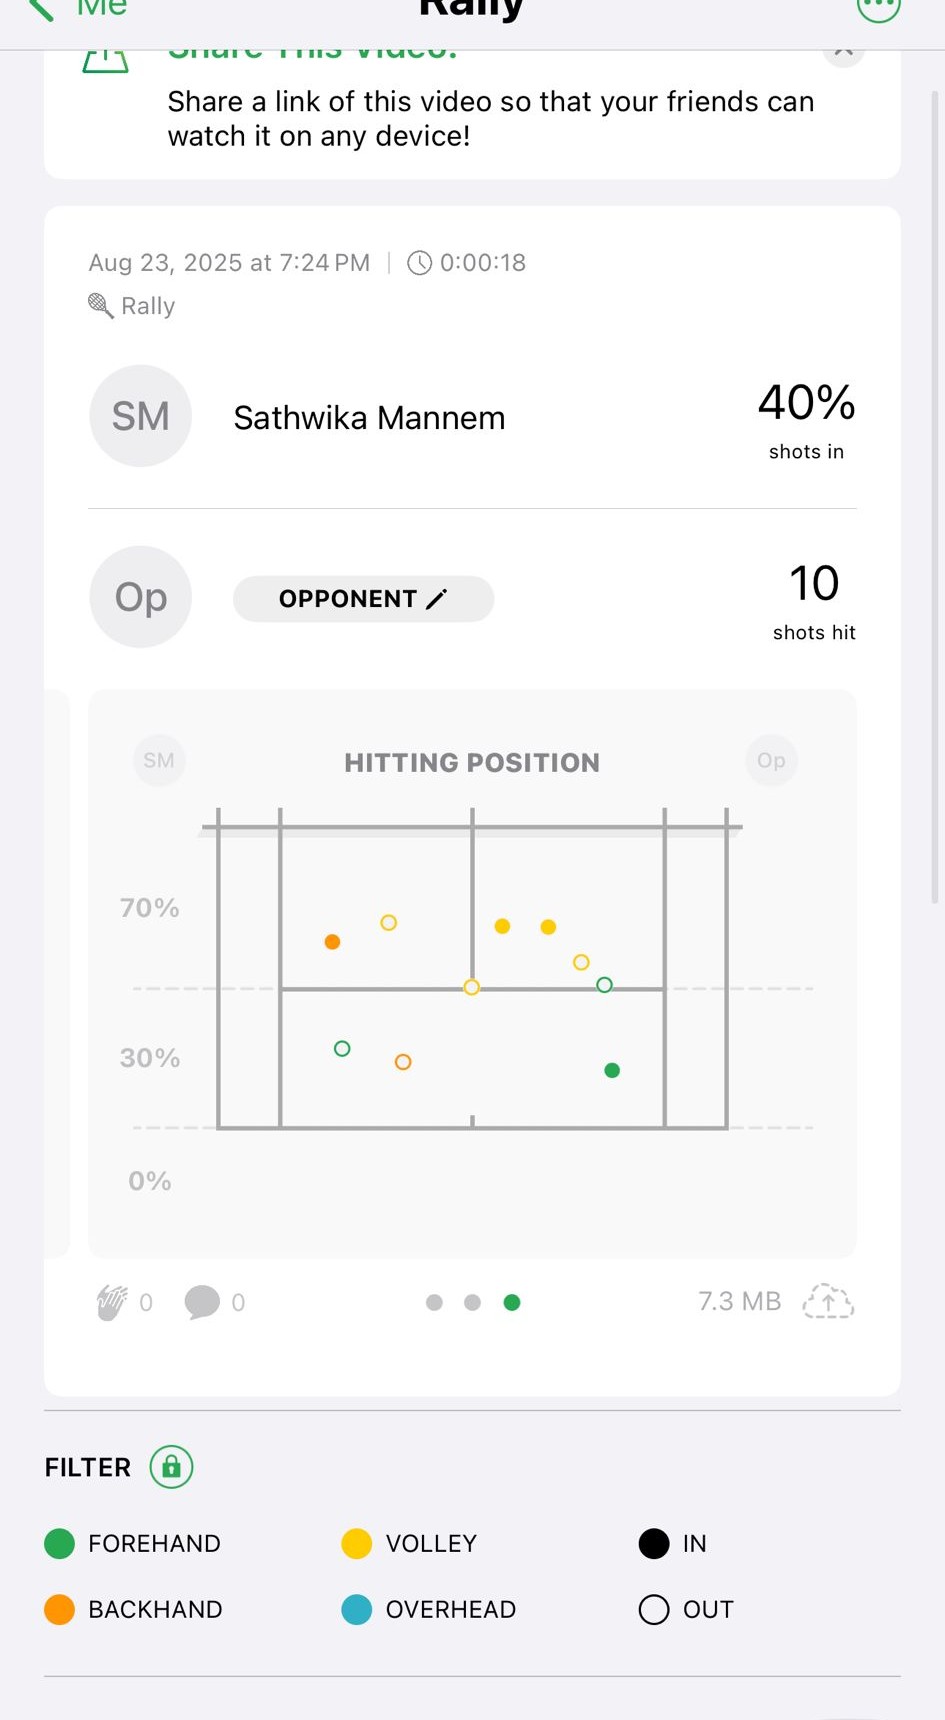 Me
Rally
Share This Video!
Share a link of this video so that your friends can
watch it on any device!
Aug 23, 2025 at 7:24 PM | 0:00:18
Rally
SM
Sathwika Mannem
40%
shots in
Op
OPPONENT
10
shots hit
SM
HITTING POSITION
Op
70%
30%
0%
0
0
7.3 MB
FILTER
FOREHAND
VOLLEY
IN
BACKHAND
OVERHEAD
OUT